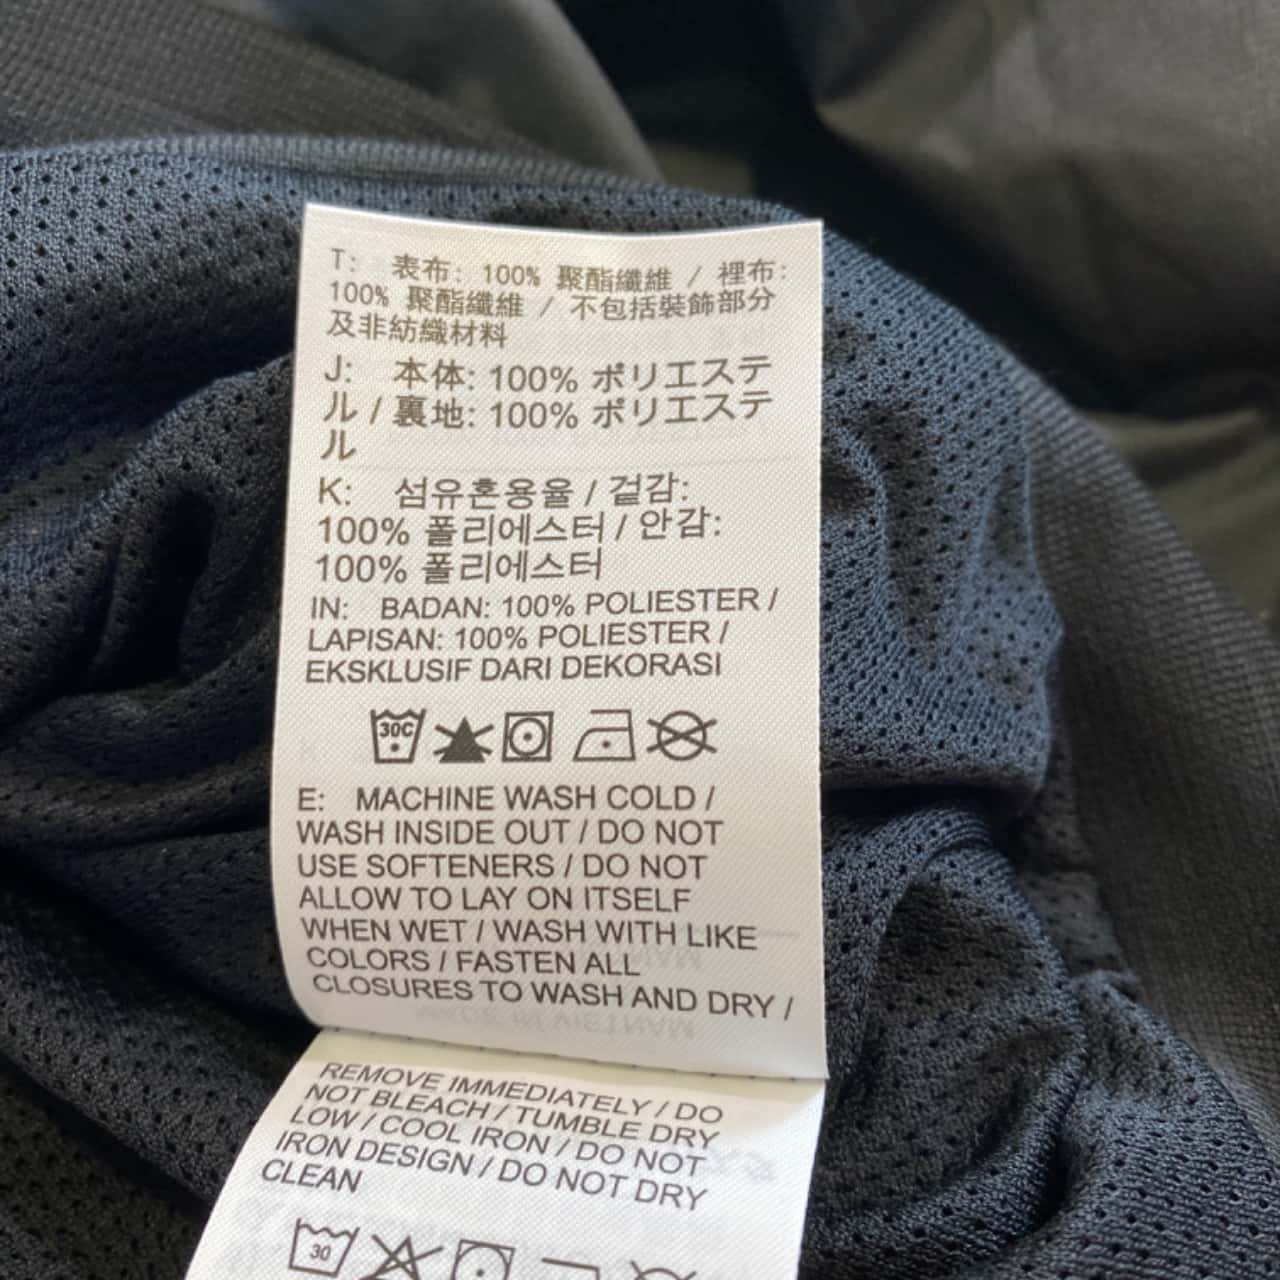 T: 表布: 100% 聚酯纖維 / 裡布:
100% 聚酯纖維 / 不包括裝飾部分
及非紡織材料
J: 本体: 100% ポリエステ
ル / 裏地: 100% ポリエステ
ル
K: 섬유혼용율 / 겉감:
100% 폴리에스터 / 안감:
100% 폴리에스터
IN: BADAN: 100% POLIESTER /
LAPISAN: 100% POLIESTER /
EKSKLUSIF DARI DEKORASI
30C
E: MACHINE WASH COLD /
WASH INSIDE OUT / DO NOT
USE SOFTENERS / DO NOT
ALLOW TO LAY ON ITSELF
WHEN WET / WASH WITH LIKE
COLORS / FASTEN ALL
CLOSURES TO WASH AND DRY /
MADE IN VIETNAM
REMOVE IMMEDIATELY / DO
NOT BLEACH / TUMBLE DRY
LOW / COOL IRON / DO NOT
IRON DESIGN / DO NOT DRY
CLEAN
30